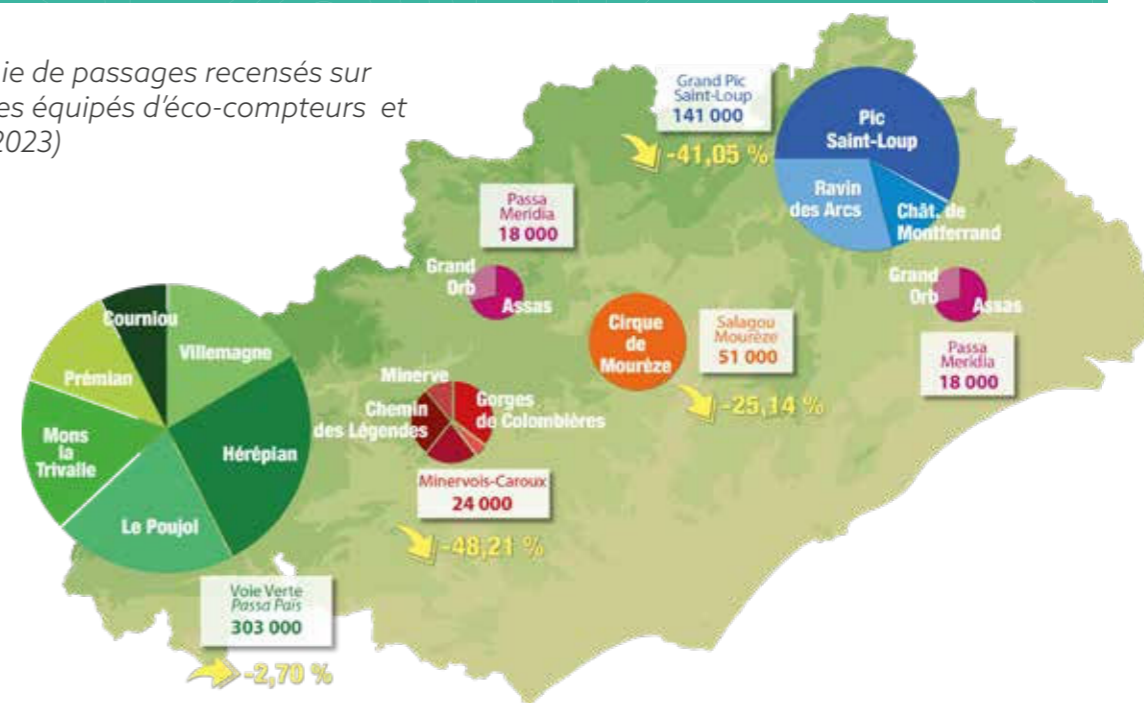 ie de passages recensés sur
es équipés d'éco-compteurs et
2023)
Grand Pic
Saint-Loup
141 000
-41,05 %
Pic
Saint-Loup
Ravin
des Arcs
Chât. de
Montferrand
Passa
Meridia
18 000
Grand
Orb
Assas
Grand
Orb
Assas
Passa
Meridia
18 000
Cirque
de
Mourèze
Salagou
Mourèze
51 000
-25,14 %
Courniou
Villemagne
Prémian
Mons
la
Trivalle
Hérépian
Le Poujol
Minerve
Gorges
de Colombières
Chemin
des Légendes
Minervois-Caroux
24 000
-48,21 %
Voie Verte
Passa Païs
303 000
-2,70 %